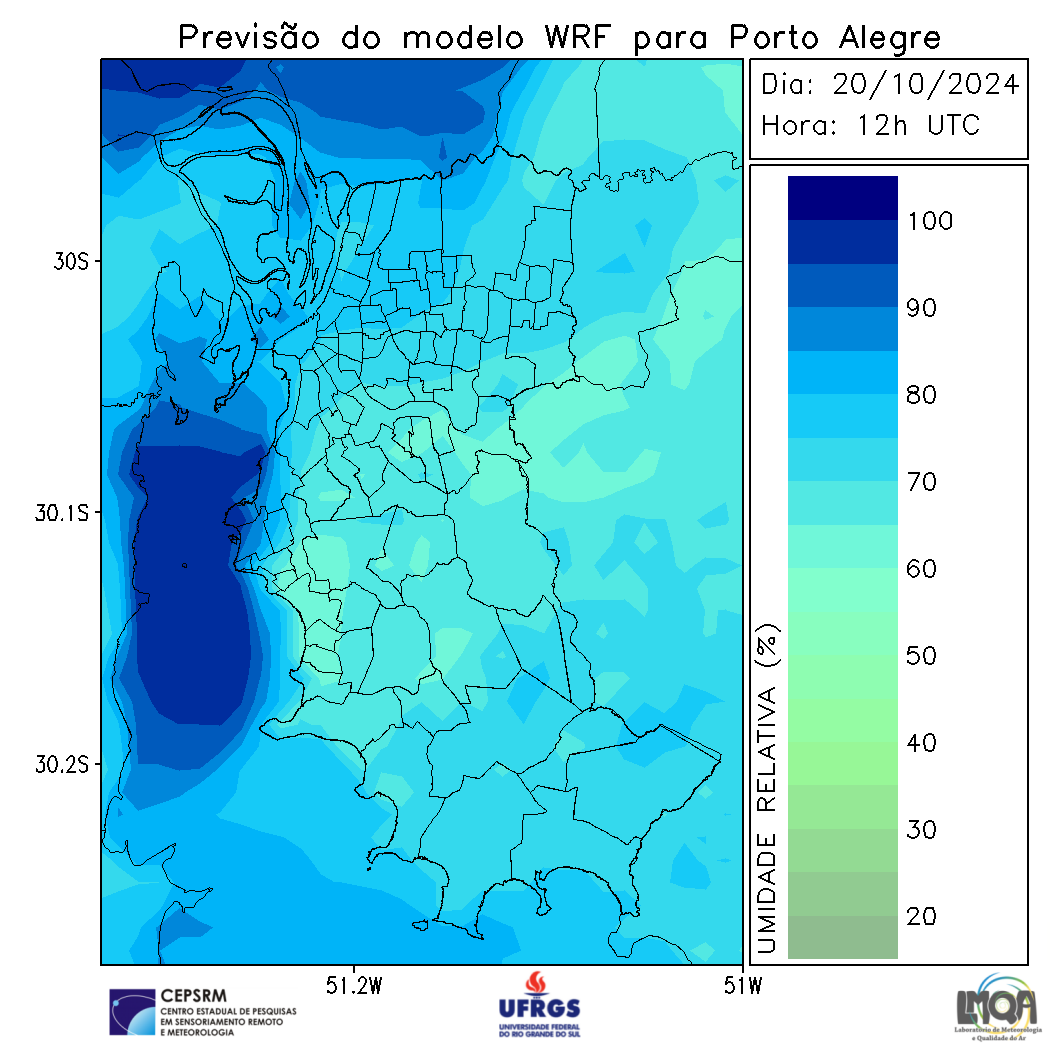 Previsão do modelo WRF para Porto Alegre
Dia: 20/10/2024
Hora: 12h UTC
100
90
80
70
60
50
40
30
20
UMIDADE RELATIVA (%)
30S
30.1S
30.2S
51.2W
51W
CEPSRM
CENTRO ESTADUAL DE PESQUISAS
EM SENSORIAMENTO REMOTO
E METEOROLOGIA
UFRGS
UNIVERSIDADE FEDERAL
DO RIO GRANDE DO SUL
LMQA
Laboratório de Meteorologia
e Qualidade do Ar